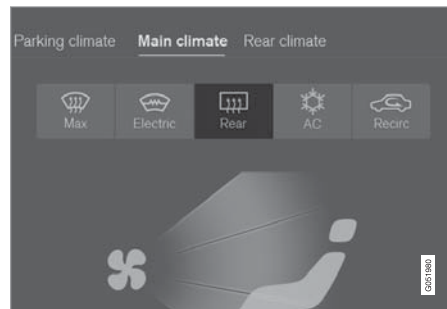 Parking climate Main climate Rear climate
Max Electric Rear AC Recirc
G051980